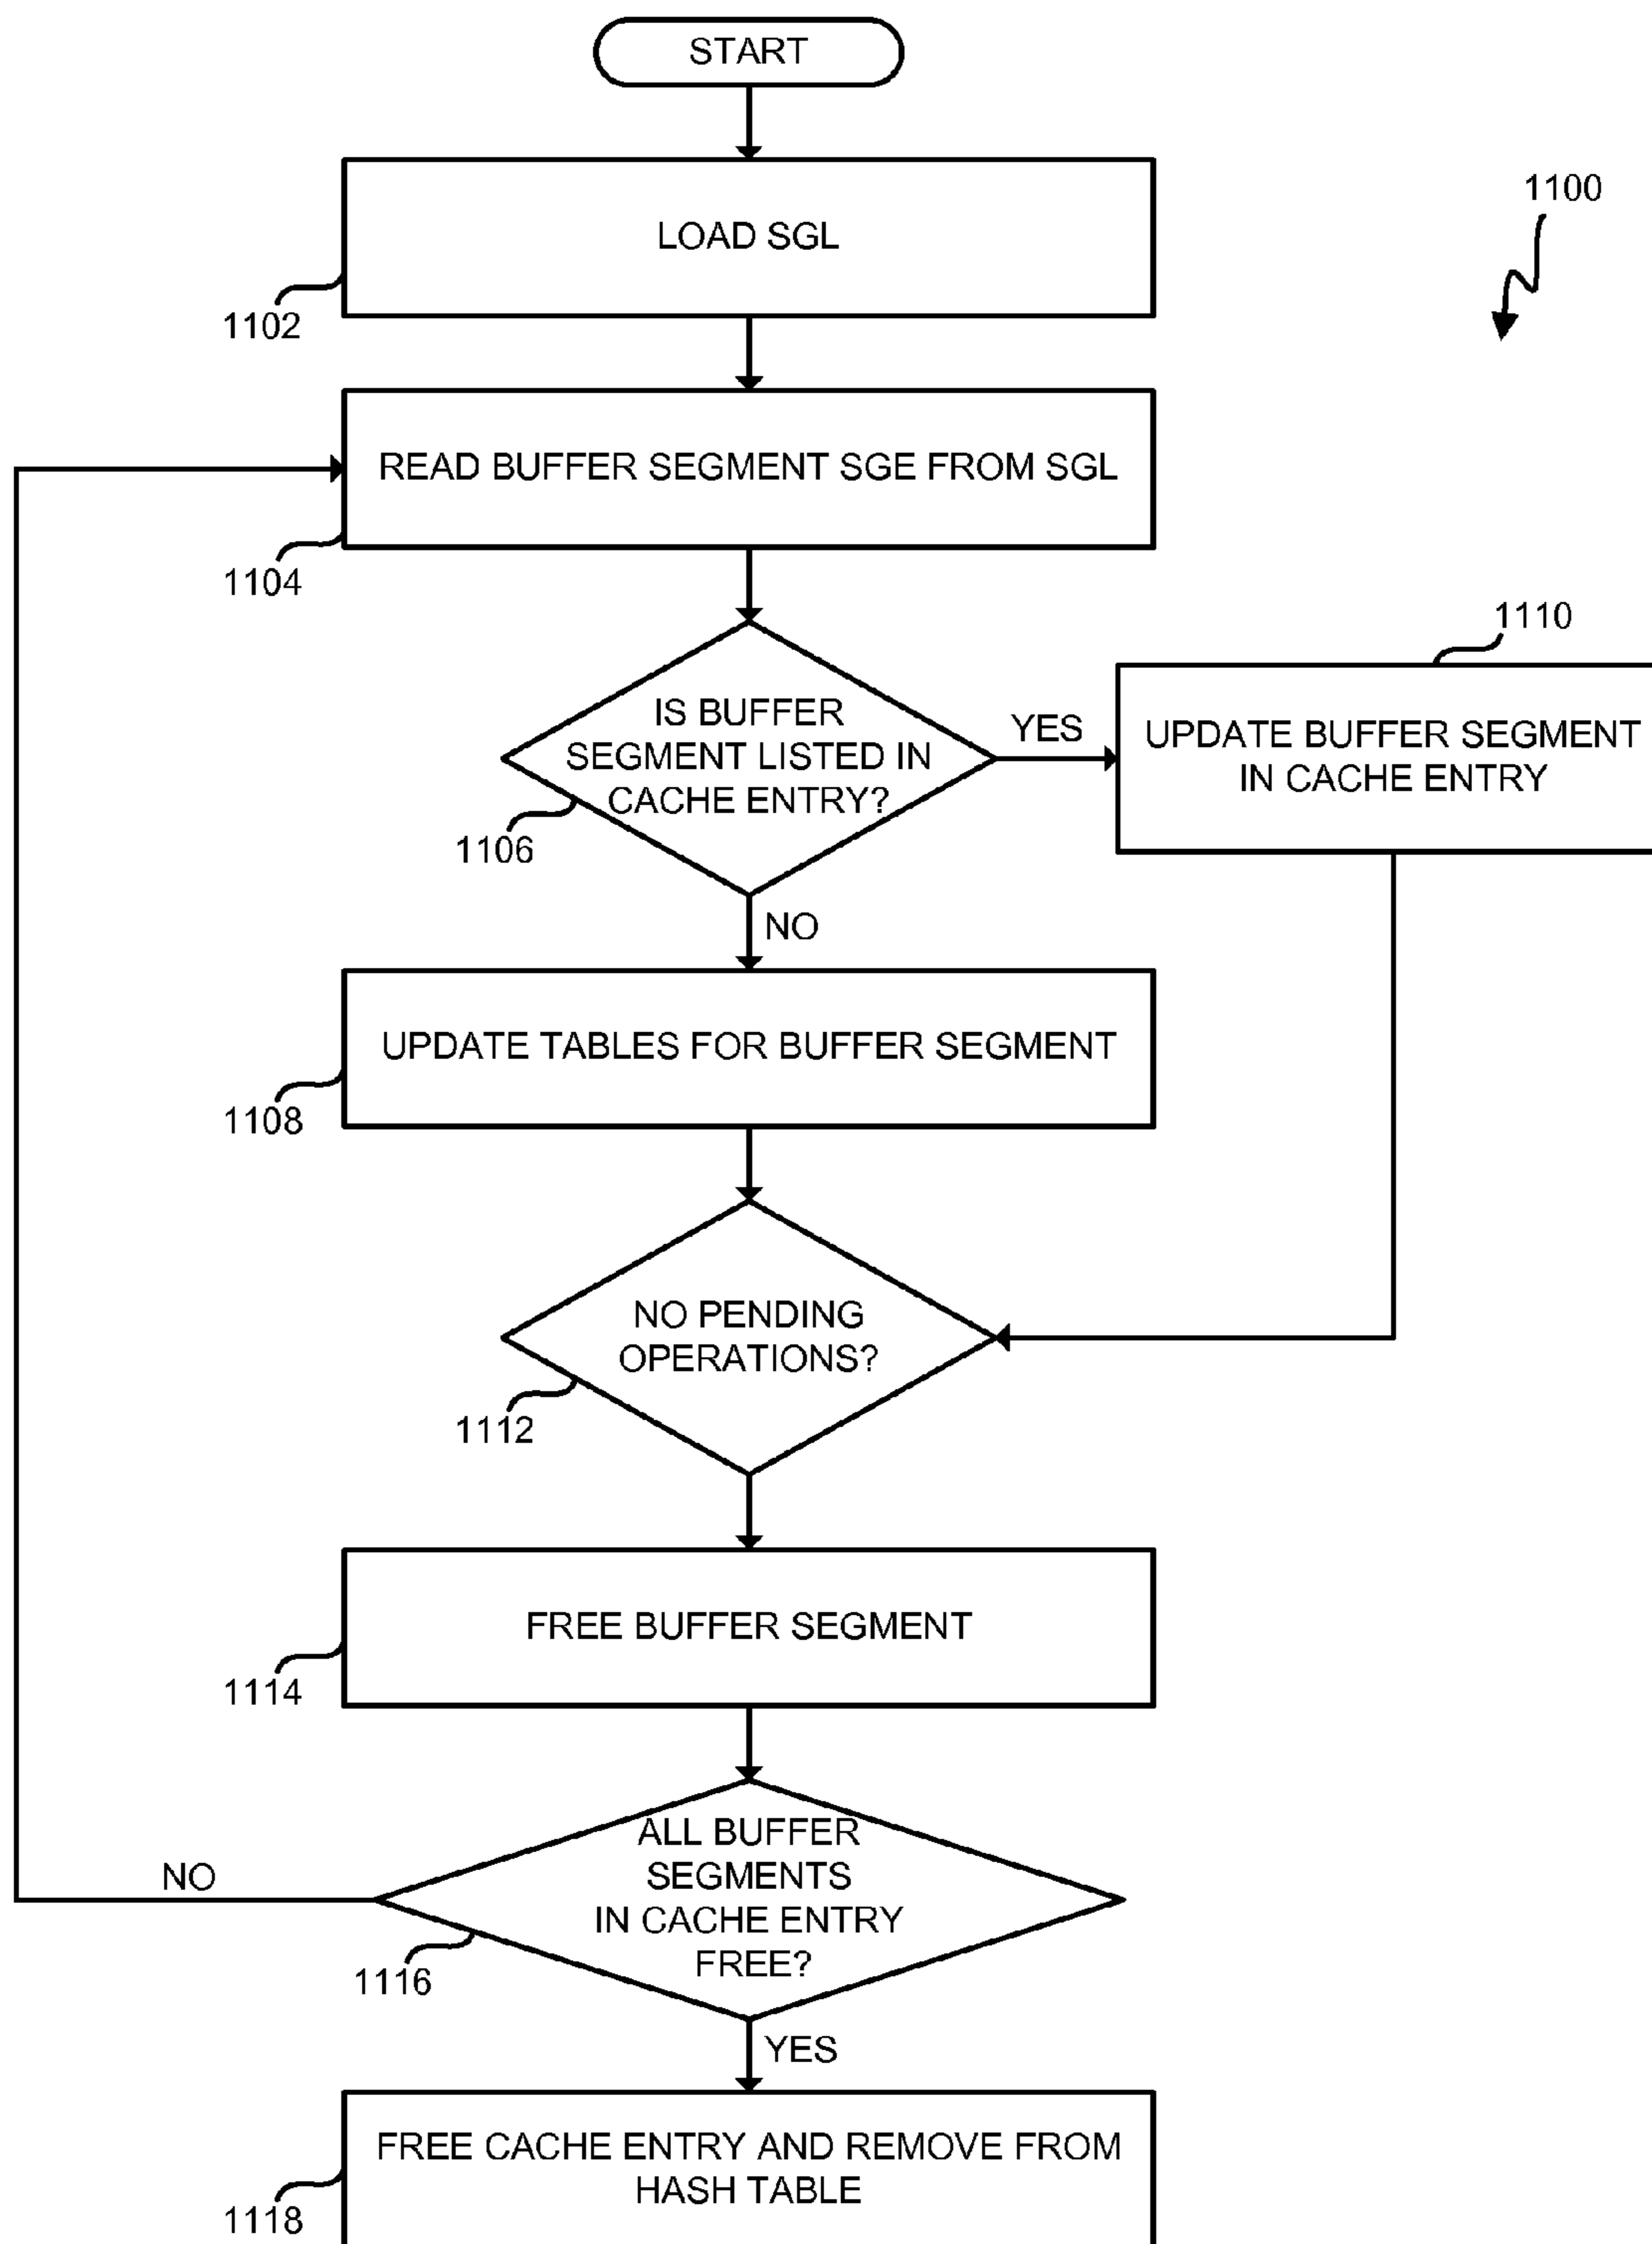 START
LOAD SGL
1100
1102
READ BUFFER SEGMENT SGE FROM SGL
1104
1110
IS BUFFER
SEGMENT LISTED IN
CACHE ENTRY?
YES
UPDATE BUFFER SEGMENT
IN CACHE ENTRY
1106
NO
UPDATE TABLES FOR BUFFER SEGMENT
1108
NO PENDING
OPERATIONS?
1112
FREE BUFFER SEGMENT
1114
ALL BUFFER
SEGMENTS
IN CACHE ENTRY
FREE?
NO
1116
YES
FREE CACHE ENTRY AND REMOVE FROM
HASH TABLE
1118